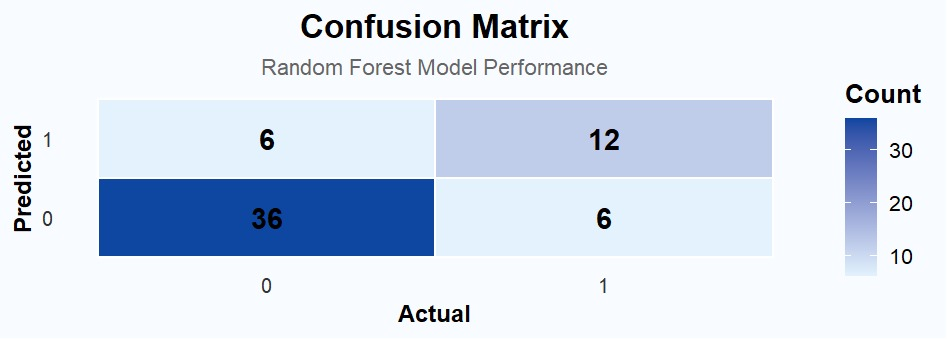 Confusion Matrix
Random Forest Model Performance
Count
Predicted
1
6
12
0
36
6
0
1
Actual
30
20
10